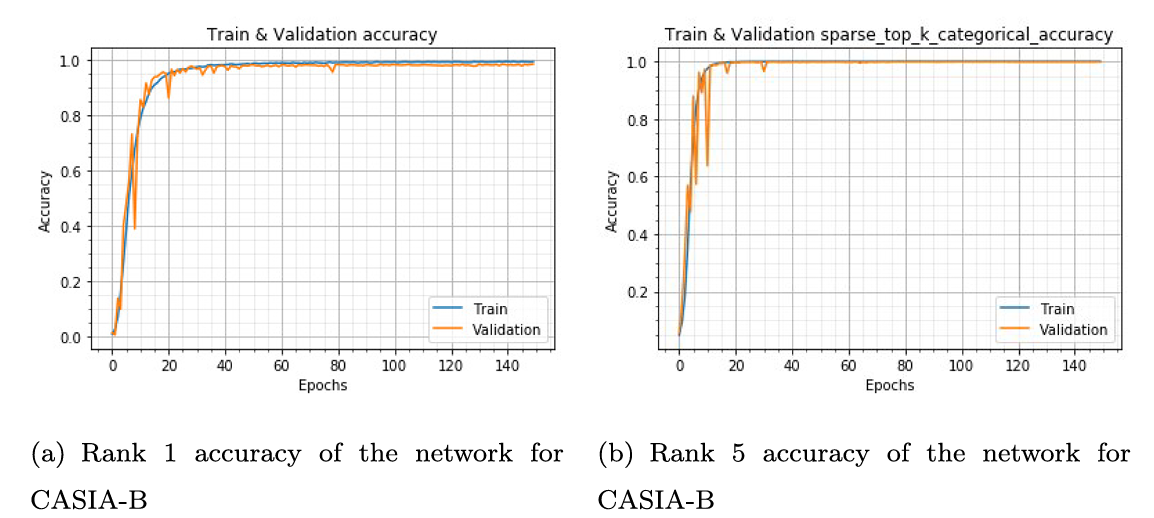 Train & Validation accuracy
1.0
0.8
0.6
0.4
0.2
0.0
Accuracy
0 20 40 60 80 100 120 140
Epochs
Train
Validation
(a) Rank 1 accuracy of the network for
CASIA-B
Train & Validation sparse_top_k_categorical_accuracy
1.0
0.8
0.6
0.4
0.2
Accuracy
0 20 40 60 80 100 120 140
Epochs
Train
Validation
(b) Rank 5 accuracy of the network for
CASIA-B